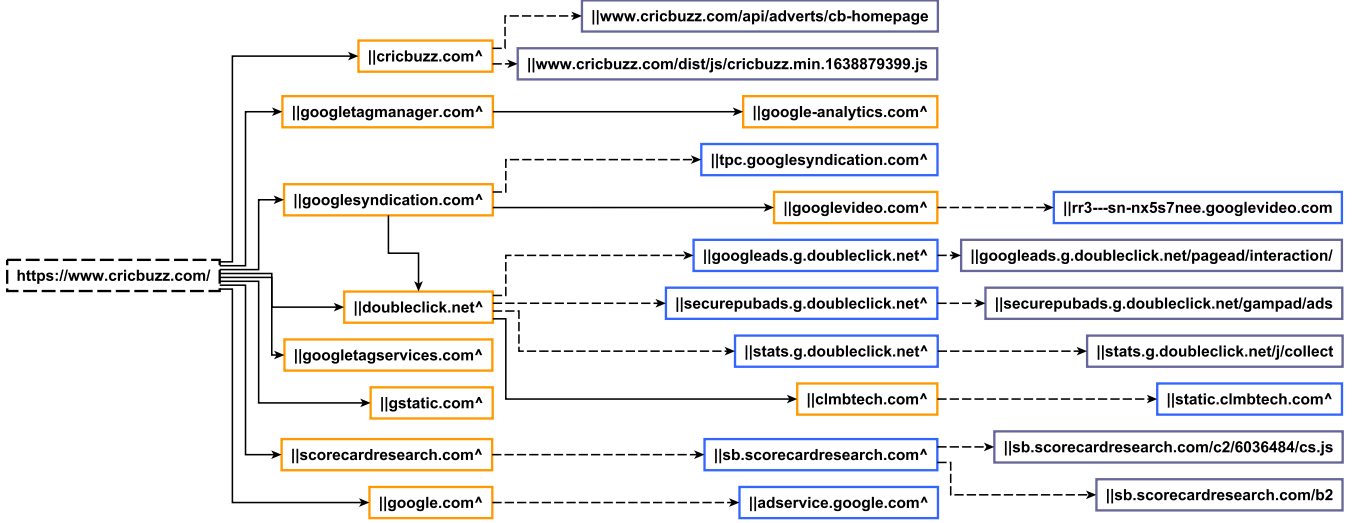 ||www.cricbuzz.com/api/adverts/cb-homepage
||cricbuzz.com^
||www.cricbuzz.com/dist/js/cricbuzz.min.1638879399.js
||googletagmanager.com^
||google-analytics.com^
||tpc.googlesyndication.com^
||googlesyndication.com^
||googlevideo.com^
||rr3---sn-nx5s7nee.googlevideo.com
||googleads.g.doubleclick.net^
||googleads.g.doubleclick.net/pagead/interaction/
https://www.cricbuzz.com/
||doubleclick.net^
||securepubads.g.doubleclick.net^
||securepubads.g.doubleclick.net/gampad/ads
||googletagservices.com^
||stats.g.doubleclick.net^
||stats.g.doubleclick.net/j/collect
||gstatic.com^
||clmbtech.com^
||static.clmbtech.com^
||scorecardresearch.com^
||sb.scorecardresearch.com^
||sb.scorecardresearch.com/c2/6036484/cs.js
||sb.scorecardresearch.com/b2
||google.com^
||adservice.google.com^